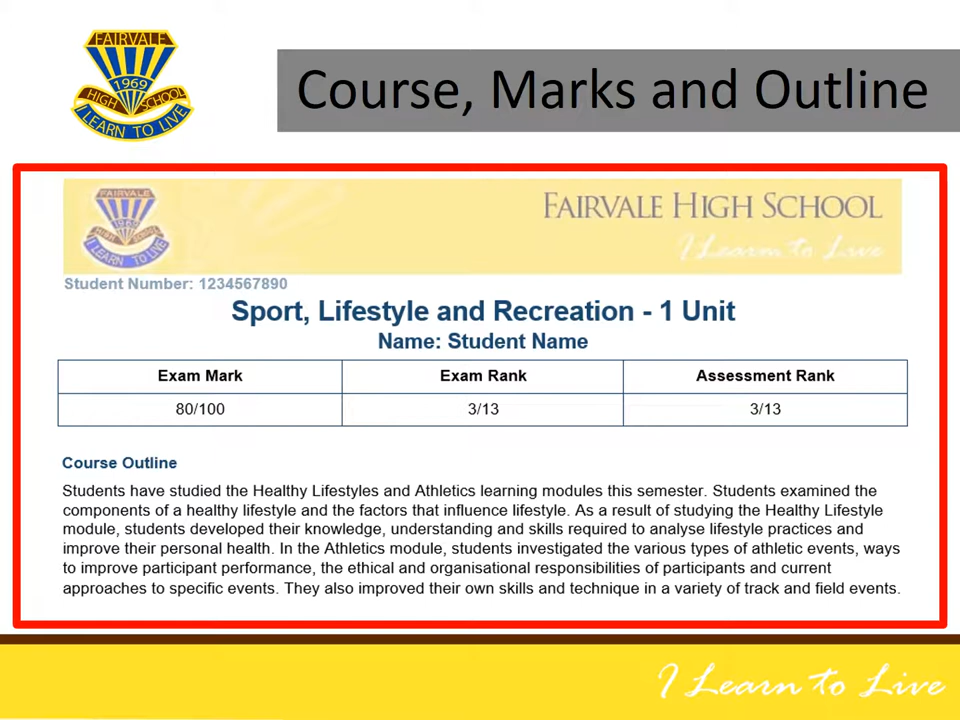 FAIRVALE
1969
HIGH SCHOOL
I LEARN TO LIVE
Course, Marks and Outline
FAIRVALE
1969
HIGH SCHOOL
I LEARN TO LIVE
FAIRVALE HIGH SCHOOL
I Learn to Live
Student Number: 1234567890
Sport, Lifestyle and Recreation - 1 Unit
Name: Student Name
Exam Mark Exam Rank Assessment Rank
80/100 3/13 3/13
Course Outline
Students have studied the Healthy Lifestyles and Athletics learning modules this semester. Students examined the
components of a healthy lifestyle and the factors that influence lifestyle. As a result of studying the Healthy Lifestyle
module, students developed their knowledge, understanding and skills required to analyse lifestyle practices and
improve their personal health. In the Athletics module, students investigated the various types of athletic events, ways
to improve participant performance, the ethical and organisational responsibilities of participants and current
approaches to specific events. They also improved their own skills and technique in a variety of track and field events.
I Learn to Live